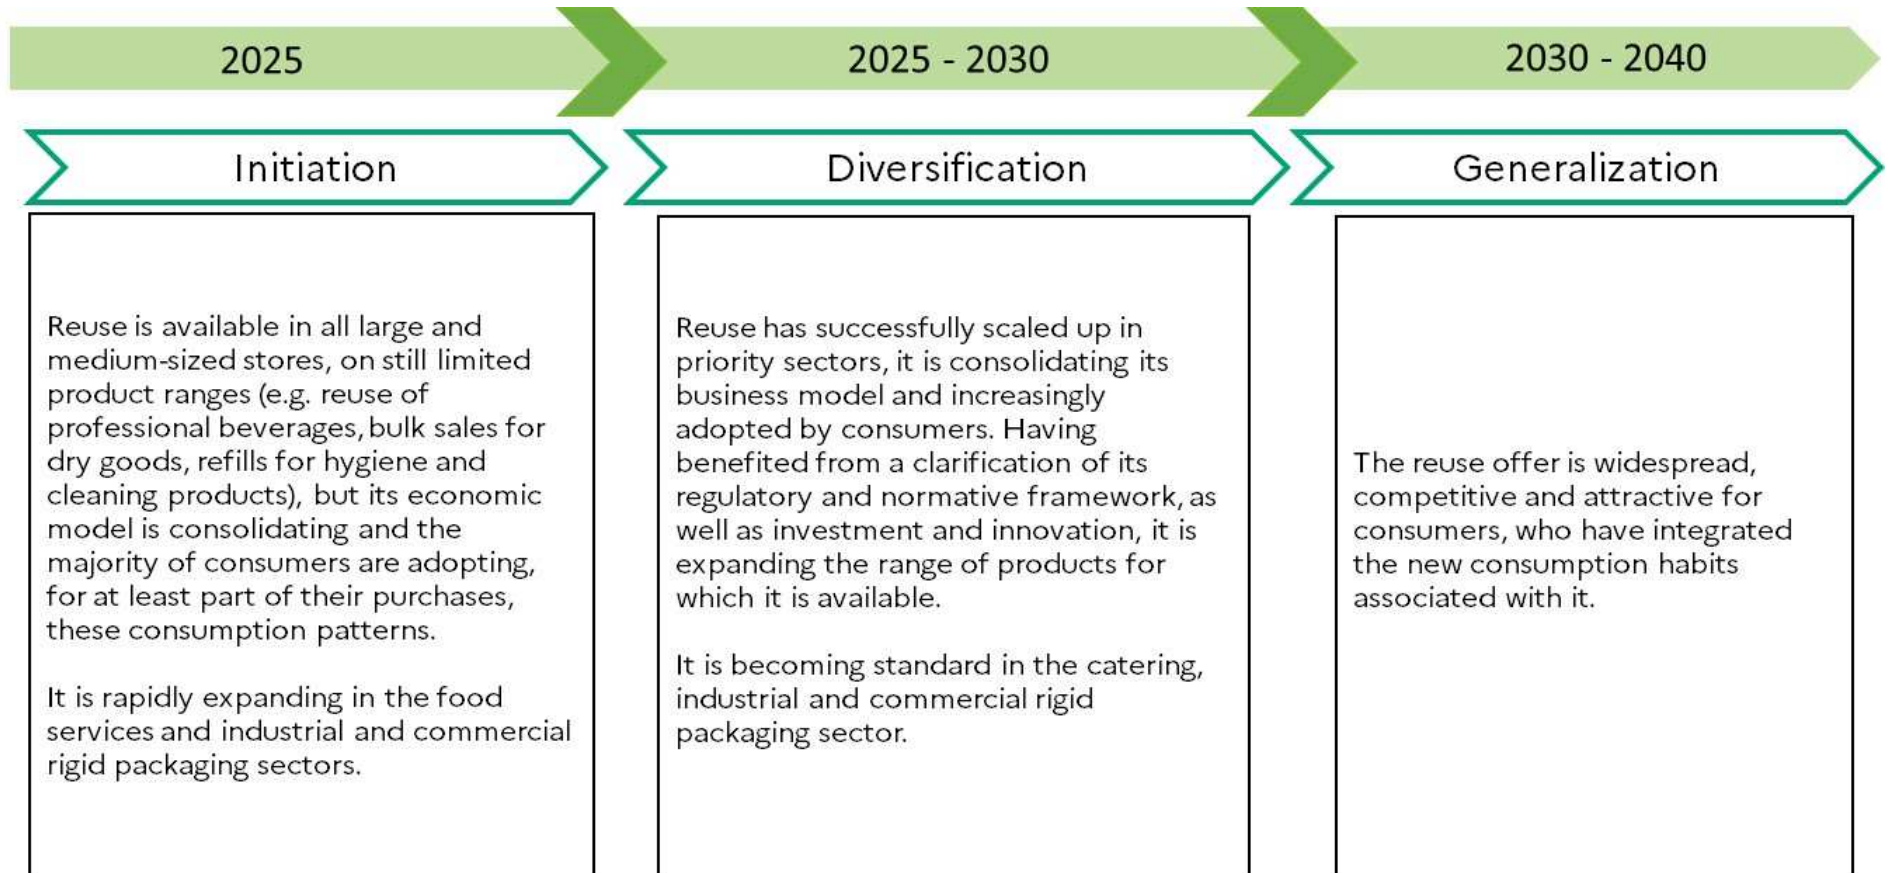 2025
2025 - 2030
2030 - 2040
Initiation
Diversification
Generalization
Reuse is available in all large and
medium-sized stores, on still limited
product ranges (e.g. reuse of
professional beverages, bulk sales for
dry goods, refills for hygiene and
cleaning products), but its economic
model is consolidating and the
majority of consumers are adopting,
for at least part of their purchases,
these consumption patterns.
It is rapidly expanding in the food
services and industrial and commercial
rigid packaging sectors.
Reuse has successfully scaled up in
priority sectors, it is consolidating its
business model and increasingly
adopted by consumers. Having
benefited from a clarification of its
regulatory and normative framework, as
well as investment and innovation, it is
expanding the range of products for
which it is available.
It is becoming standard in the catering,
industrial and commercial rigid
packaging sector.
The reuse offer is widespread,
competitive and attractive for
consumers, who have integrated
the new consumption habits
associated with it.